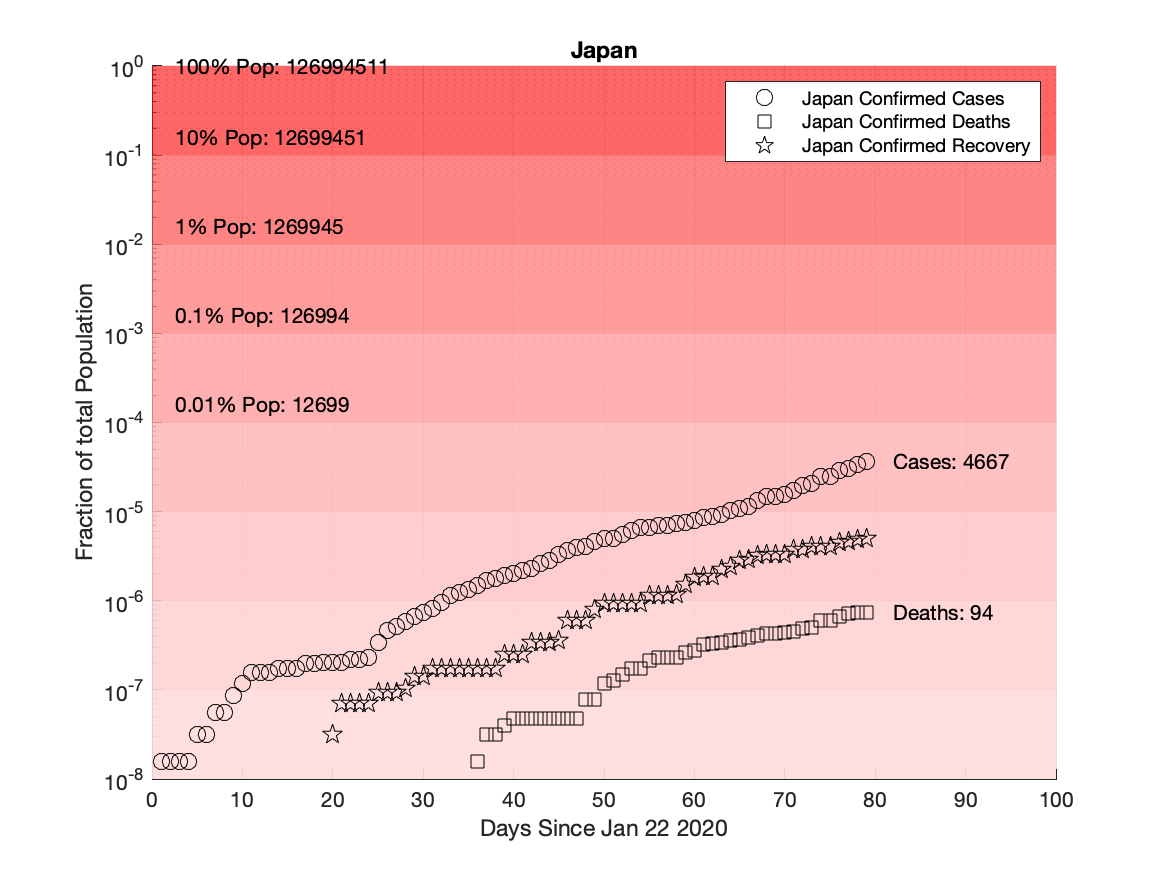 Japan
10^0
100% Pop: 126994511
Japan Confirmed Cases
Japan Confirmed Deaths
Japan Confirmed Recovery
10% Pop: 12699451
10^-1
1% Pop: 1269945
10^-2
0.1% Pop: 126994
10^-3
0.01% Pop: 12699
10^-4
Cases: 4667
10^-5
10^-6
Deaths: 94
10^-7
10^-8
Fraction of total Population
0 10 20 30 40 50 60 70 80 90 100
Days Since Jan 22 2020